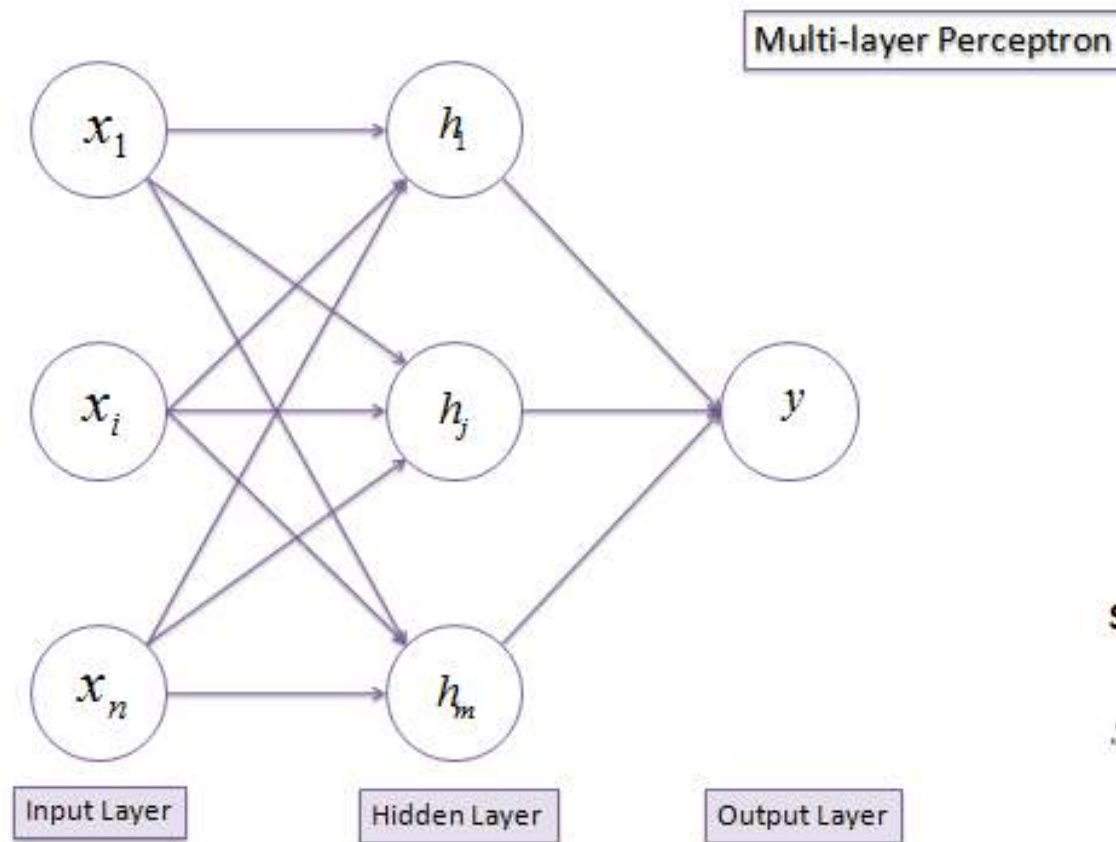 Multi-layer Perceptron
x₁
h₁
xᵢ
hⱼ
y
xₙ
hₘ
Input Layer
Hidden Layer
Output Layer